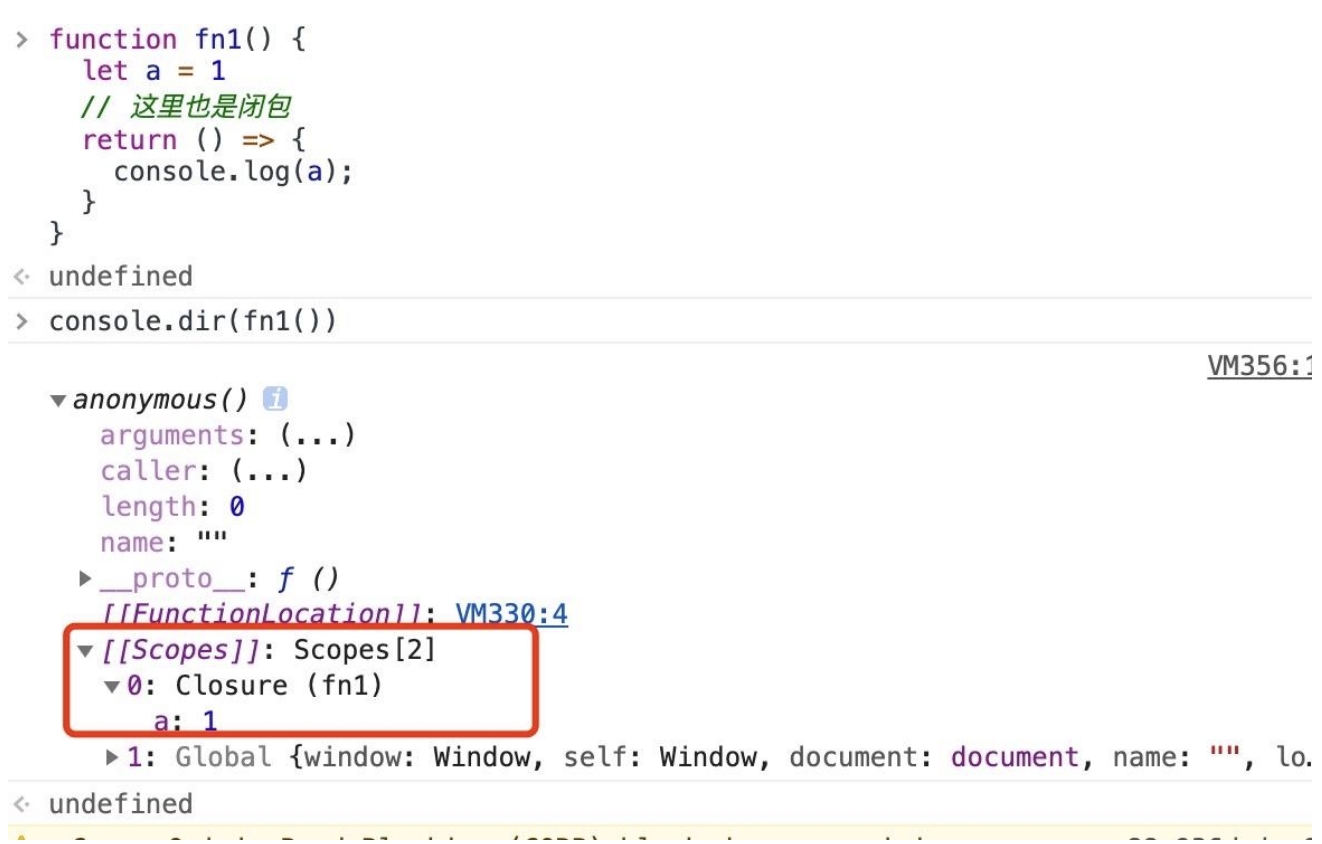 > function fn1() {
let a = 1
// 这里也是闭包
return () => {
console.log(a);
}
}
<· undefined
> console.dir(fn1())
VM356:1
▼ anonymous() i
arguments: (...)
caller: (...)
length: 0
name: ""
▶ __proto__: ƒ ()
[[FunctionLocation]]: VM330:4
▼ [[Scopes]]: Scopes[2]
▼ 0: Closure (fn1)
a: 1
▶ 1: Global {window: Window, self: Window, document: document, name: "", lo…
<· undefined